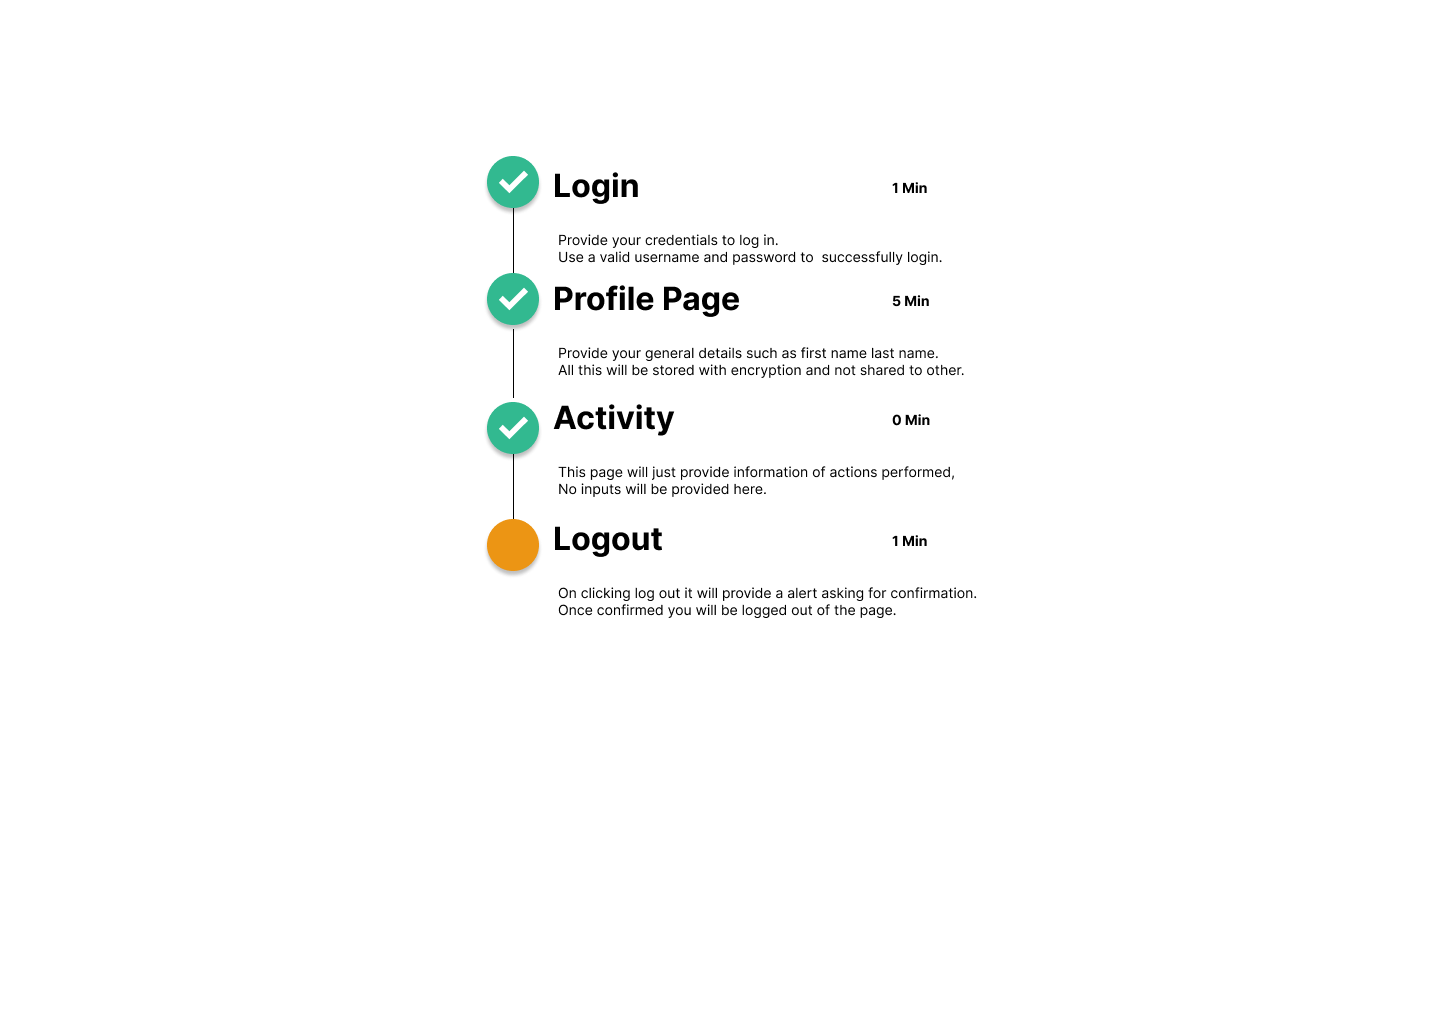 Login
1 Min
Provide your credentials to log in.
Use a valid username and password to  successfully login.
Profile Page
5 Min
Provide your general details such as first name last name.
All this will be stored with encryption and not shared to other.
Activity
0 Min
This page will just provide information of actions performed,
No inputs will be provided here.
Logout
1 Min
On clicking log out it will provide a alert asking for confirmation.
Once confirmed you will be logged out of the page.